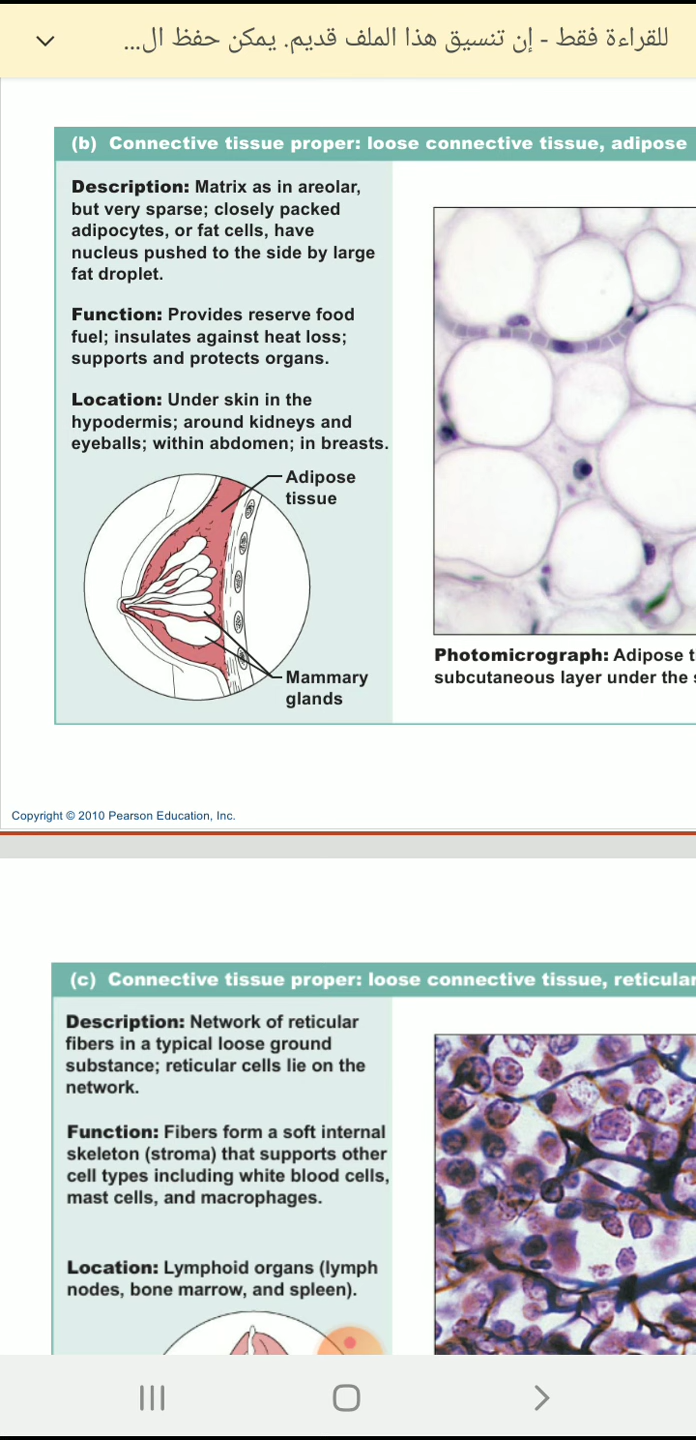 للقراءة فقط - إن تنسيق هذا الملف قديم. يمكن حفظ ال...
(b) Connective tissue proper: loose connective tissue, adipose
Description: Matrix as in areolar,
but very sparse; closely packed
adipocytes, or fat cells, have
nucleus pushed to the side by large
fat droplet.
Function: Provides reserve food
fuel; insulates against heat loss;
supports and protects organs.
Location: Under skin in the
hypodermis; around kidneys and
eyeballs; within abdomen; in breasts.
Adipose
tissue
Mammary
glands
Photomicrograph: Adipose t
subcutaneous layer under the s
Copyright © 2010 Pearson Education, Inc.
(c) Connective tissue proper: loose connective tissue, reticular
Description: Network of reticular
fibers in a typical loose ground
substance; reticular cells lie on the
network.
Function: Fibers form a soft internal
skeleton (stroma) that supports other
cell types including white blood cells,
mast cells, and macrophages.
Location: Lymphoid organs (lymph
nodes, bone marrow, and spleen).